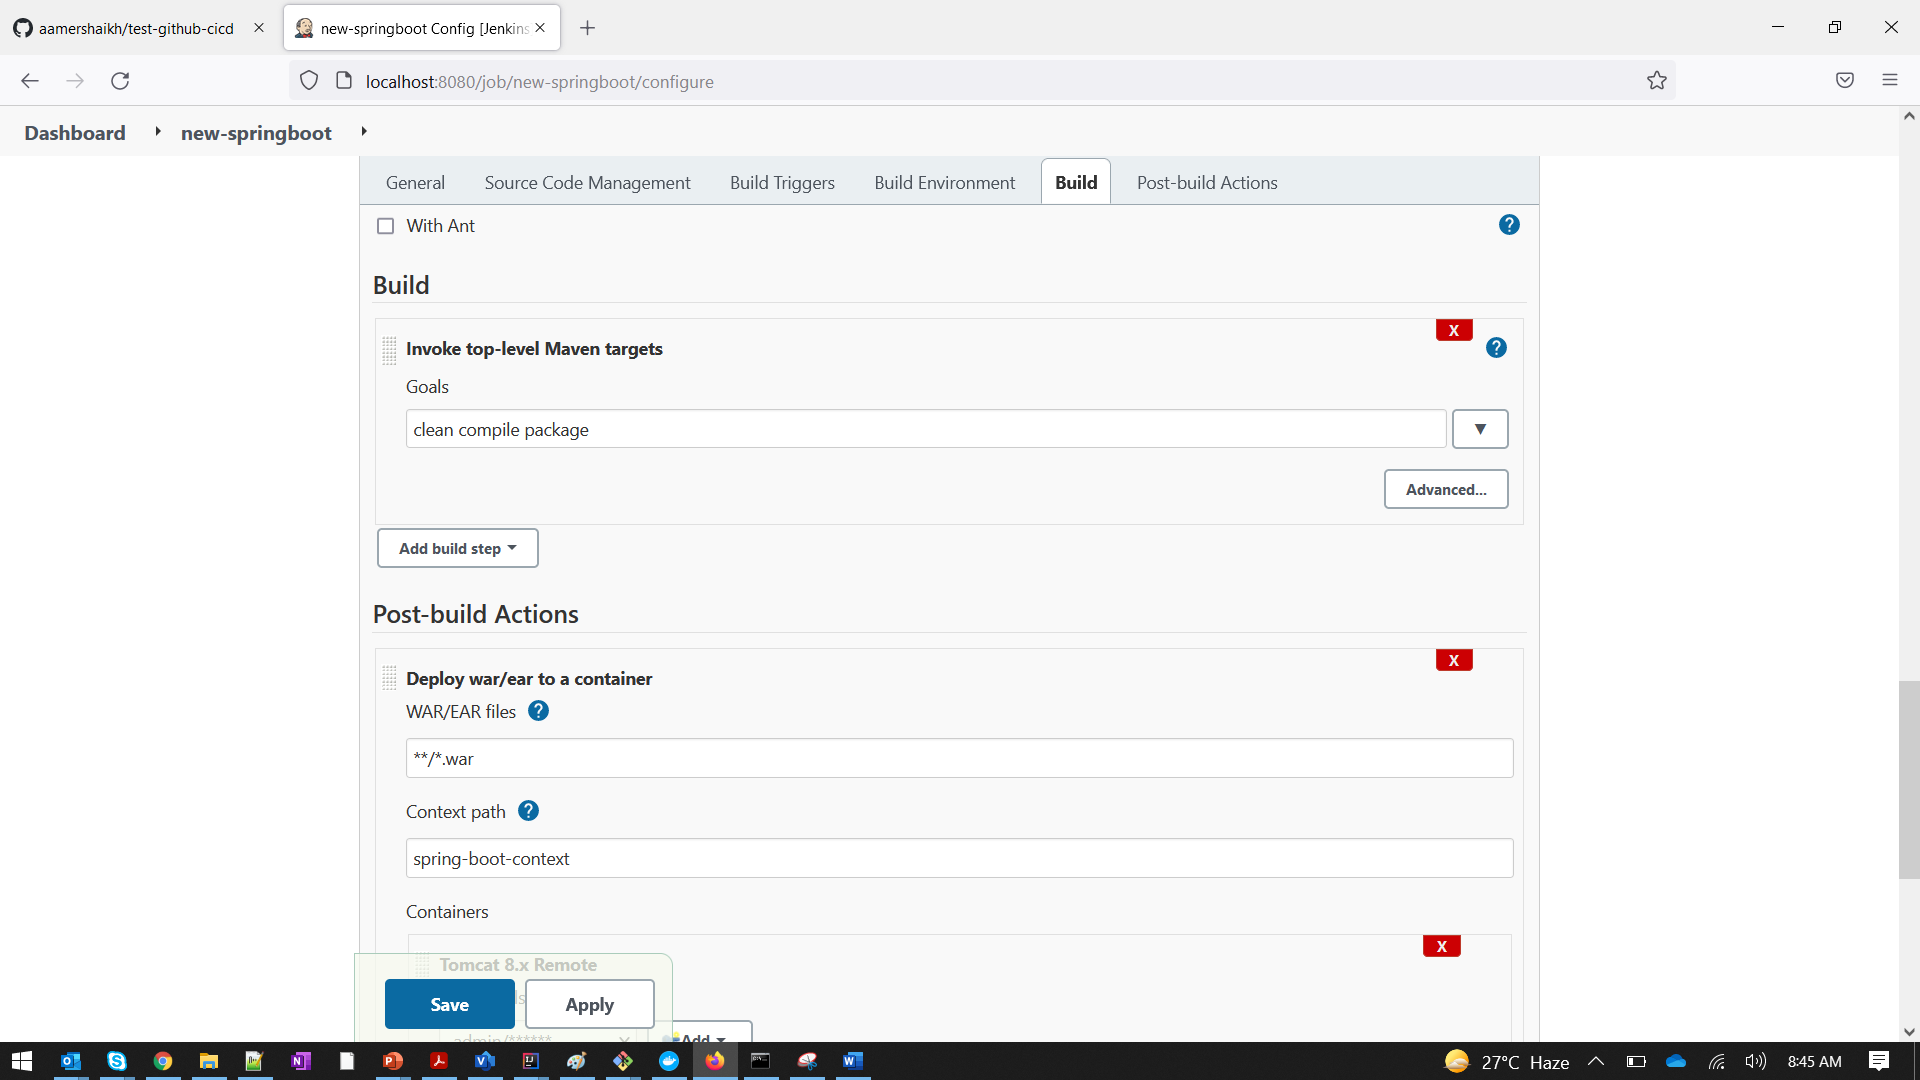 aamershaikh/test-github-cicd
new-springboot Config [Jenkins
localhost:8080/job/new-springboot/configure
Dashboard
new-springboot
General
Source Code Management
Build Triggers
Build Environment
Build
Post-build Actions
With Ant
?
Build
X
Invoke top-level Maven targets
?
Goals
clean compile package
Advanced...
Add build step
Post-build Actions
X
Deploy war/ear to a container
WAR/EAR files ?
**/*.war
Context path ?
spring-boot-context
Containers
X
Tomcat 8.x Remote
Save
Apply
admin/******
Add
27°C Haze
8:45 AM